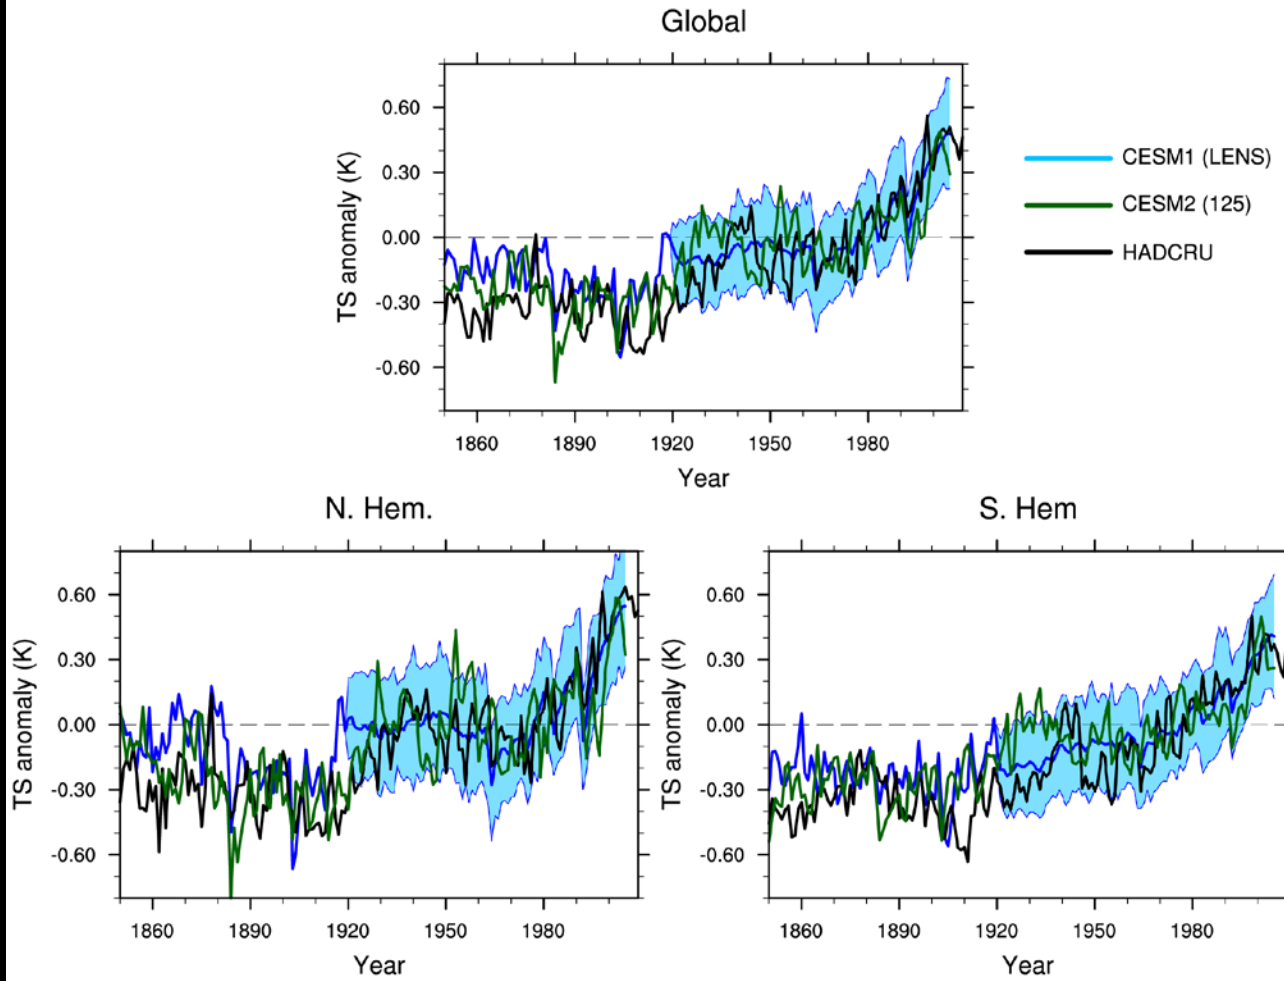 Global
TS anomaly (K)
0.60
0.30
0.00
-0.30
-0.60
1860 1890 1920 1950 1980
Year
CESM1 (LENS)
CESM2 (125)
HADCRU
N. Hem.
TS anomaly (K)
0.60
0.30
0.00
-0.30
-0.60
1860 1890 1920 1950 1980
Year
S. Hem
TS anomaly (K)
0.60
0.30
0.00
-0.30
-0.60
1860 1890 1920 1950 1980
Year